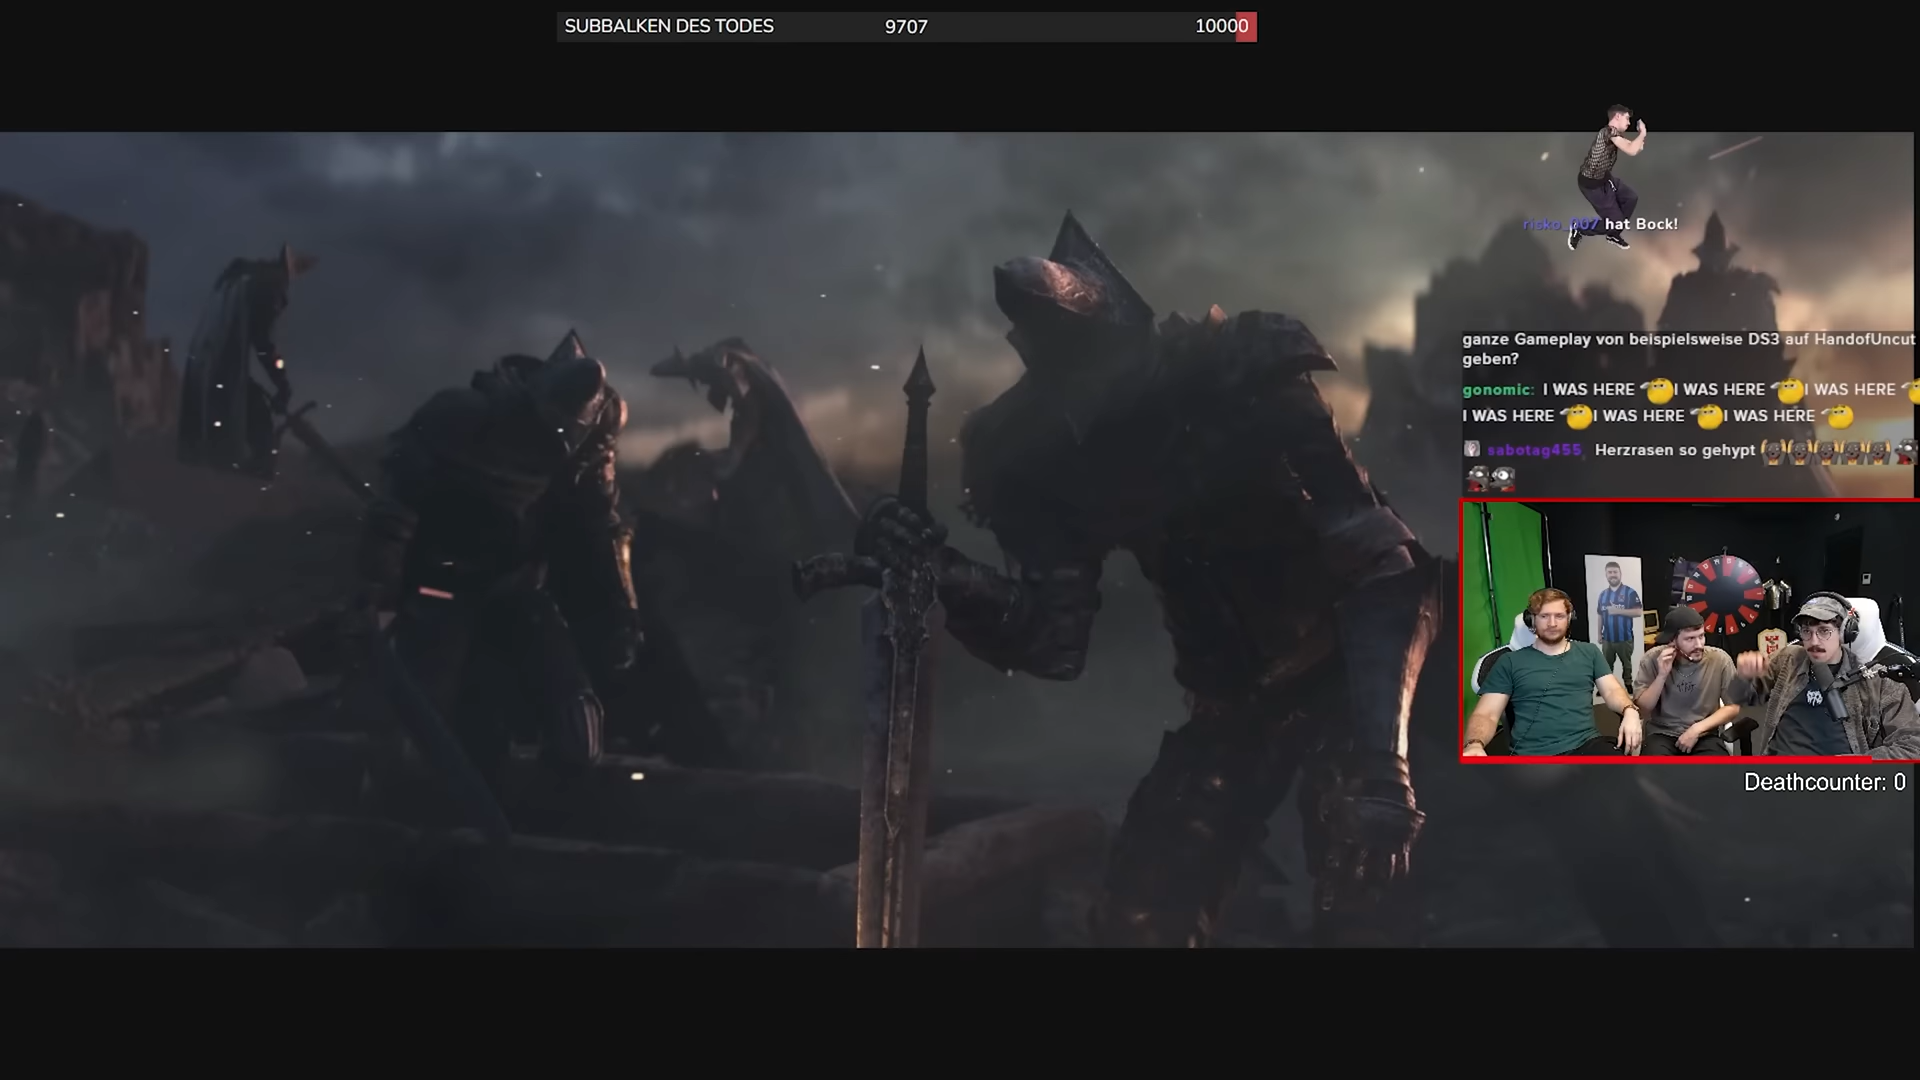 SUBBALKEN DES TODES 9707 10000
risko_007 hat Bock!
ganze Gameplay von beispielsweise DS3 auf HandofUncut
geben?
gonomic: I WAS HERE I WAS HERE I WAS HERE
I WAS HERE I WAS HERE I WAS HERE
sabotag455 Herzrasen so gehypt
Deathcounter: 0